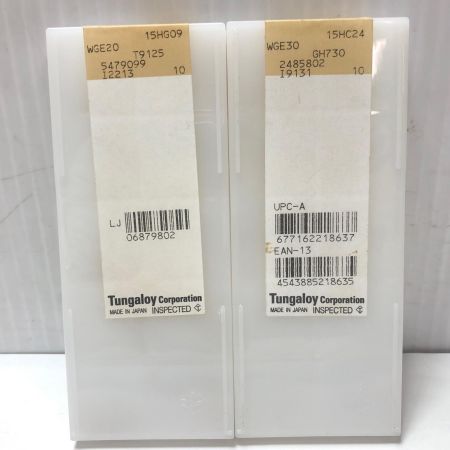 15HG09
WGE20 T9125
5479099
I2213 10
LJ
06879802
Tungaloy Corporation
MADE IN JAPAN INSPECTED
15HC24
WGE30 GH730
2485802
I9131 10
UPC-A
677162218637
EAN-13
4543885218635
Tungaloy Corporation
MADE IN JAPAN INSPECTED